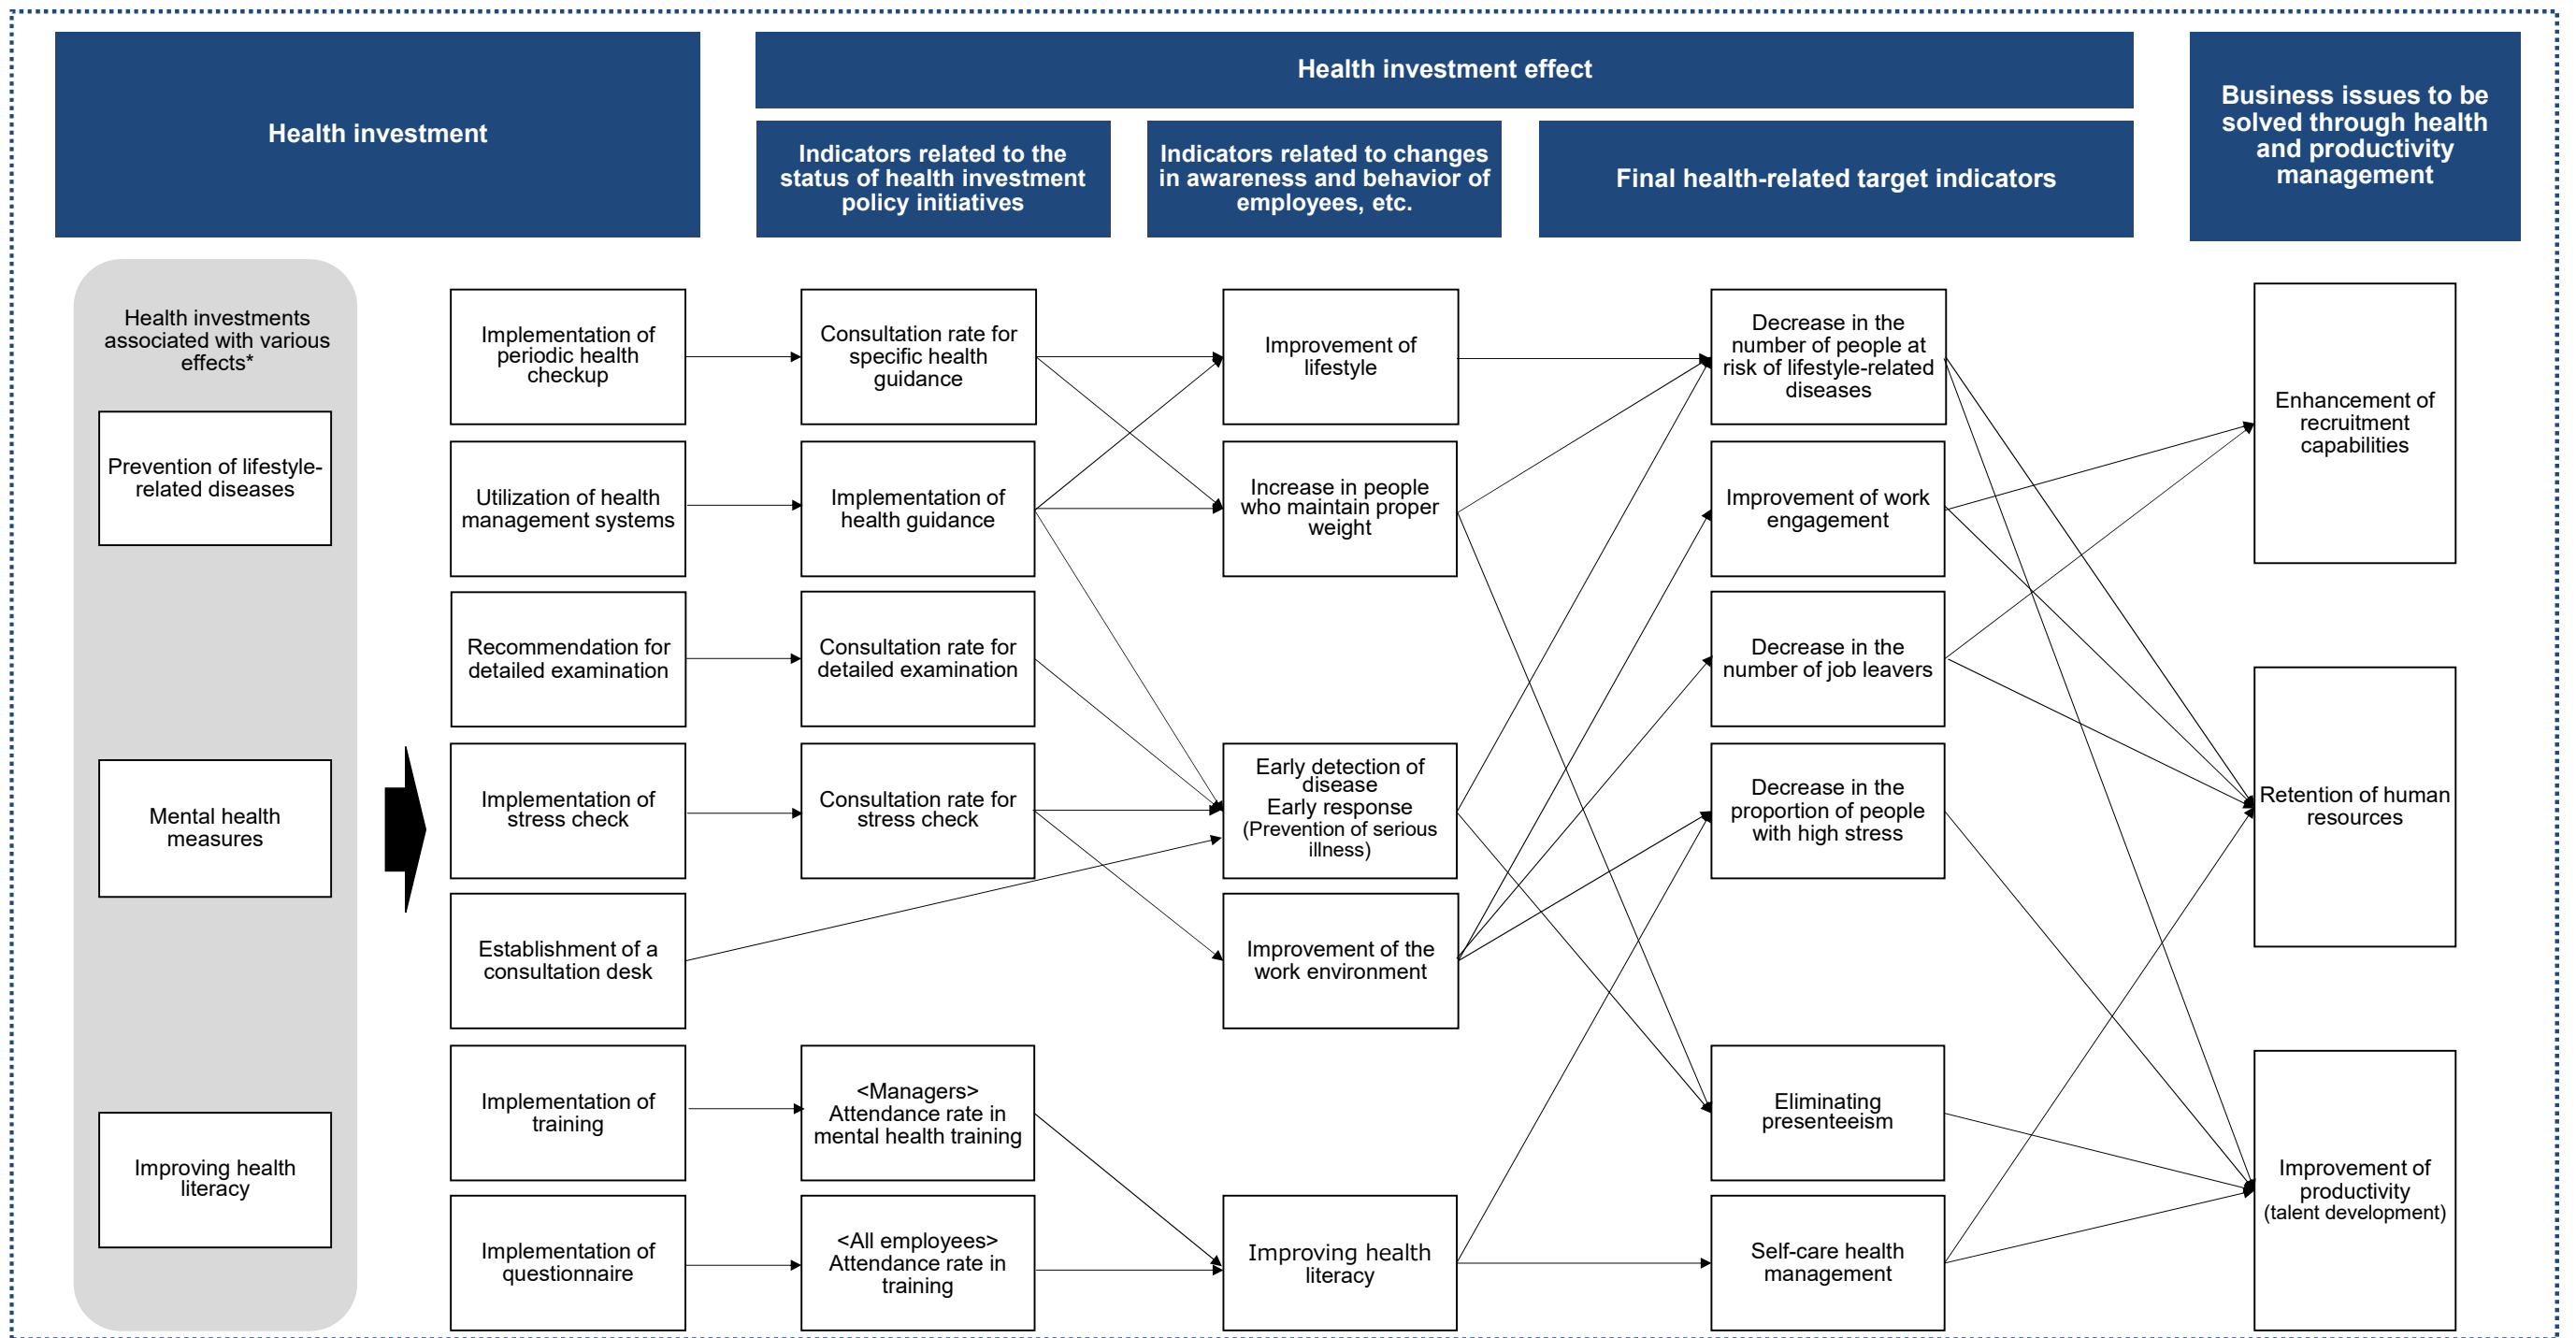 Health investment
Health investment effect
Business issues to be
solved through health
and productivity
management
Indicators related to the
status of health investment
policy initiatives
Indicators related to changes
in awareness and behavior of
employees, etc.
Final health-related target indicators
Health investments
associated with various
effects*
Prevention of lifestyle-
related diseases
Mental health
measures
Improving health
literacy
Implementation of
periodic health
checkup
Utilization of health
management systems
Recommendation for
detailed examination
Implementation of
stress check
Establishment of a
consultation desk
Implementation of
training
Implementation of
questionnaire
Consultation rate for
specific health
guidance
Implementation of
health guidance
Consultation rate for
detailed examination
Consultation rate for
stress check
<Managers>
Attendance rate in
mental health training
<All employees>
Attendance rate in
training
Improvement of
lifestyle
Increase in people
who maintain proper
weight
Early detection of
disease
Early response
(Prevention of serious
illness)
Improvement of the
work environment
Improving health
literacy
Decrease in the
number of people at
risk of lifestyle-related
diseases
Improvement of work
engagement
Decrease in the
number of job leavers
Decrease in the
proportion of people
with high stress
Eliminating
presenteeism
Self-care health
management
Enhancement of
recruitment
capabilities
Retention of human
resources
Improvement of
productivity
(talent development)